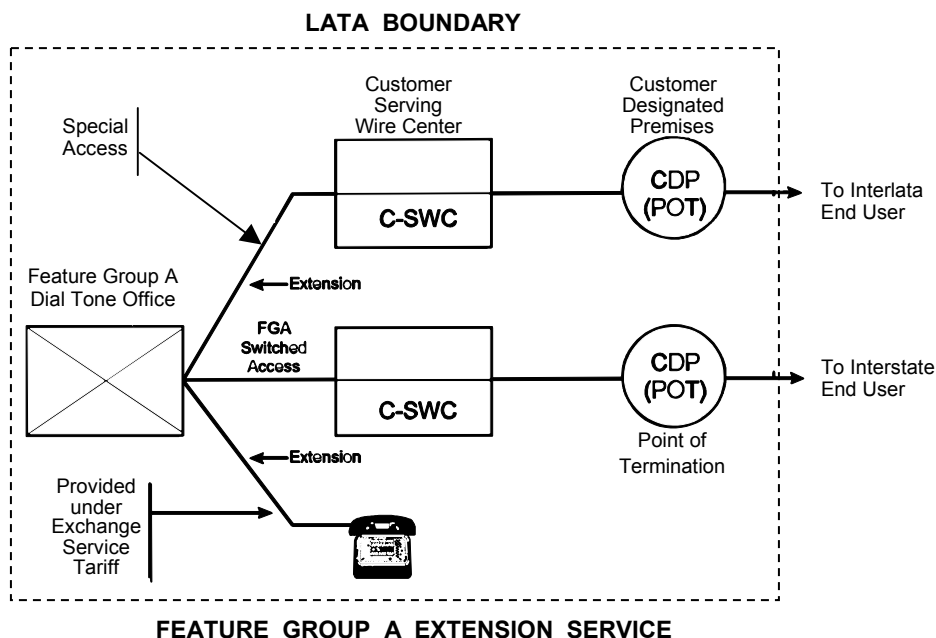 LATA BOUNDARY
Special
Access
Customer
Serving
Wire Center
C-SWC
Customer
Designated
Premises
CDP
(POT)
To Interlata
End User
Feature Group A
Dial Tone Office
Extension
FGA
Switched
Access
C-SWC
CDP
(POT)
To Interstate
End User
Point of
Termination
Extension
Provided
under
Exchange
Service
Tariff
FEATURE GROUP A EXTENSION SERVICE